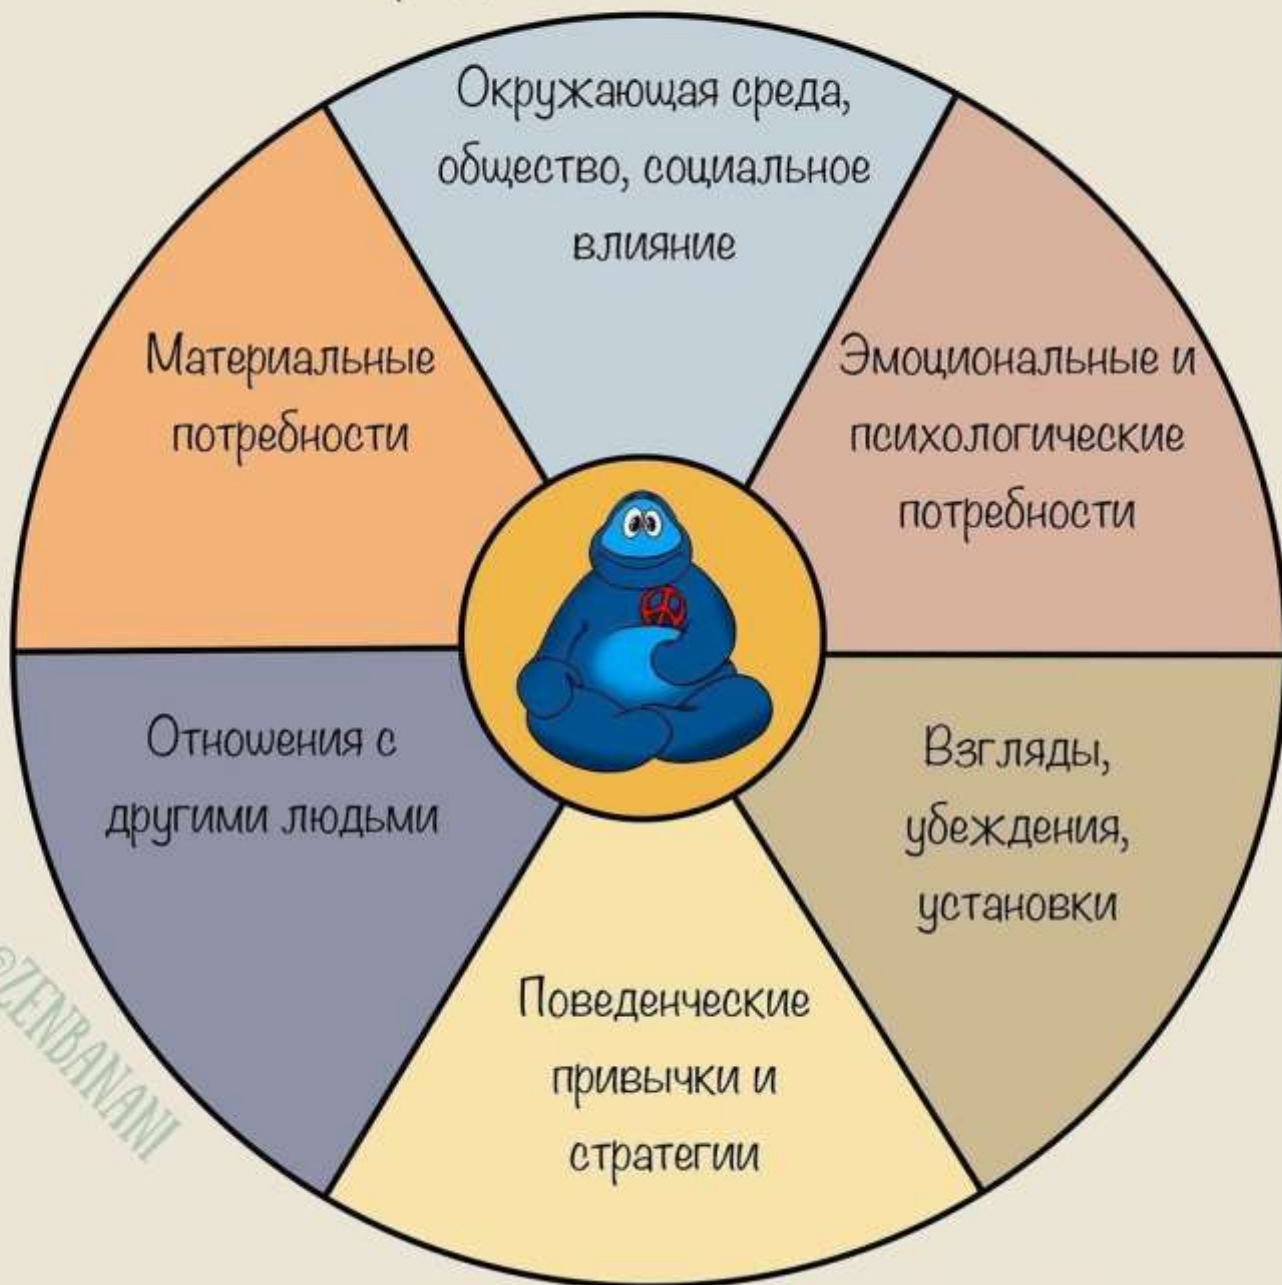 Окружающая среда,
общество, социальное
влияние
Эмоциональные и
психологические
потребности
Взгляды,
убеждения,
установки
Поведенческие
привычки и
стратегии
Отношения с
другими людьми
Материальные
потребности
©ZENBANANI